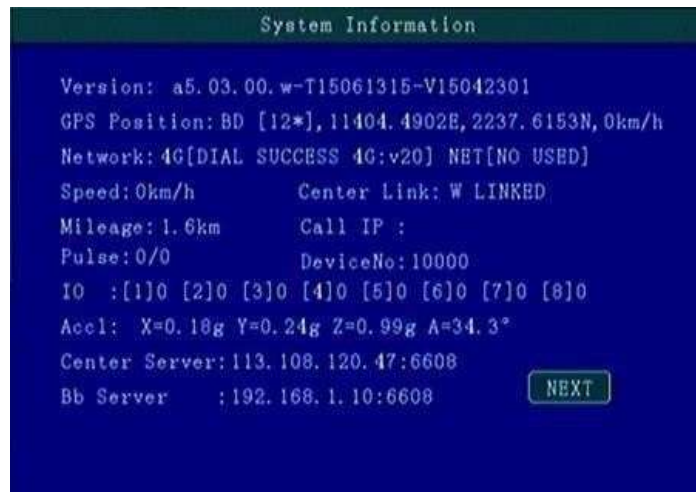 System Information
Version: a5.03.00.w-T15061315-V15042301
GPS Position:BD [12*],11404.4902E,2237.6153N,0km/h
Network:4G[DIAL SUCCESS 4G:v20] NET[NO USED]
Speed:0km/h Center Link: W LINKED
Mileage:1.6km Call IP :
Pulse:0/0 DeviceNo:10000
IO :[1]0 [2]0 [3]0 [4]0 [5]0 [6]0 [7]0 [8]0
Accl: X=0.18g Y=0.24g Z=0.99g A=34.3°
Center Server:113.108.120.47:6608
Bb Server :192.168.1.10:6608
NEXT